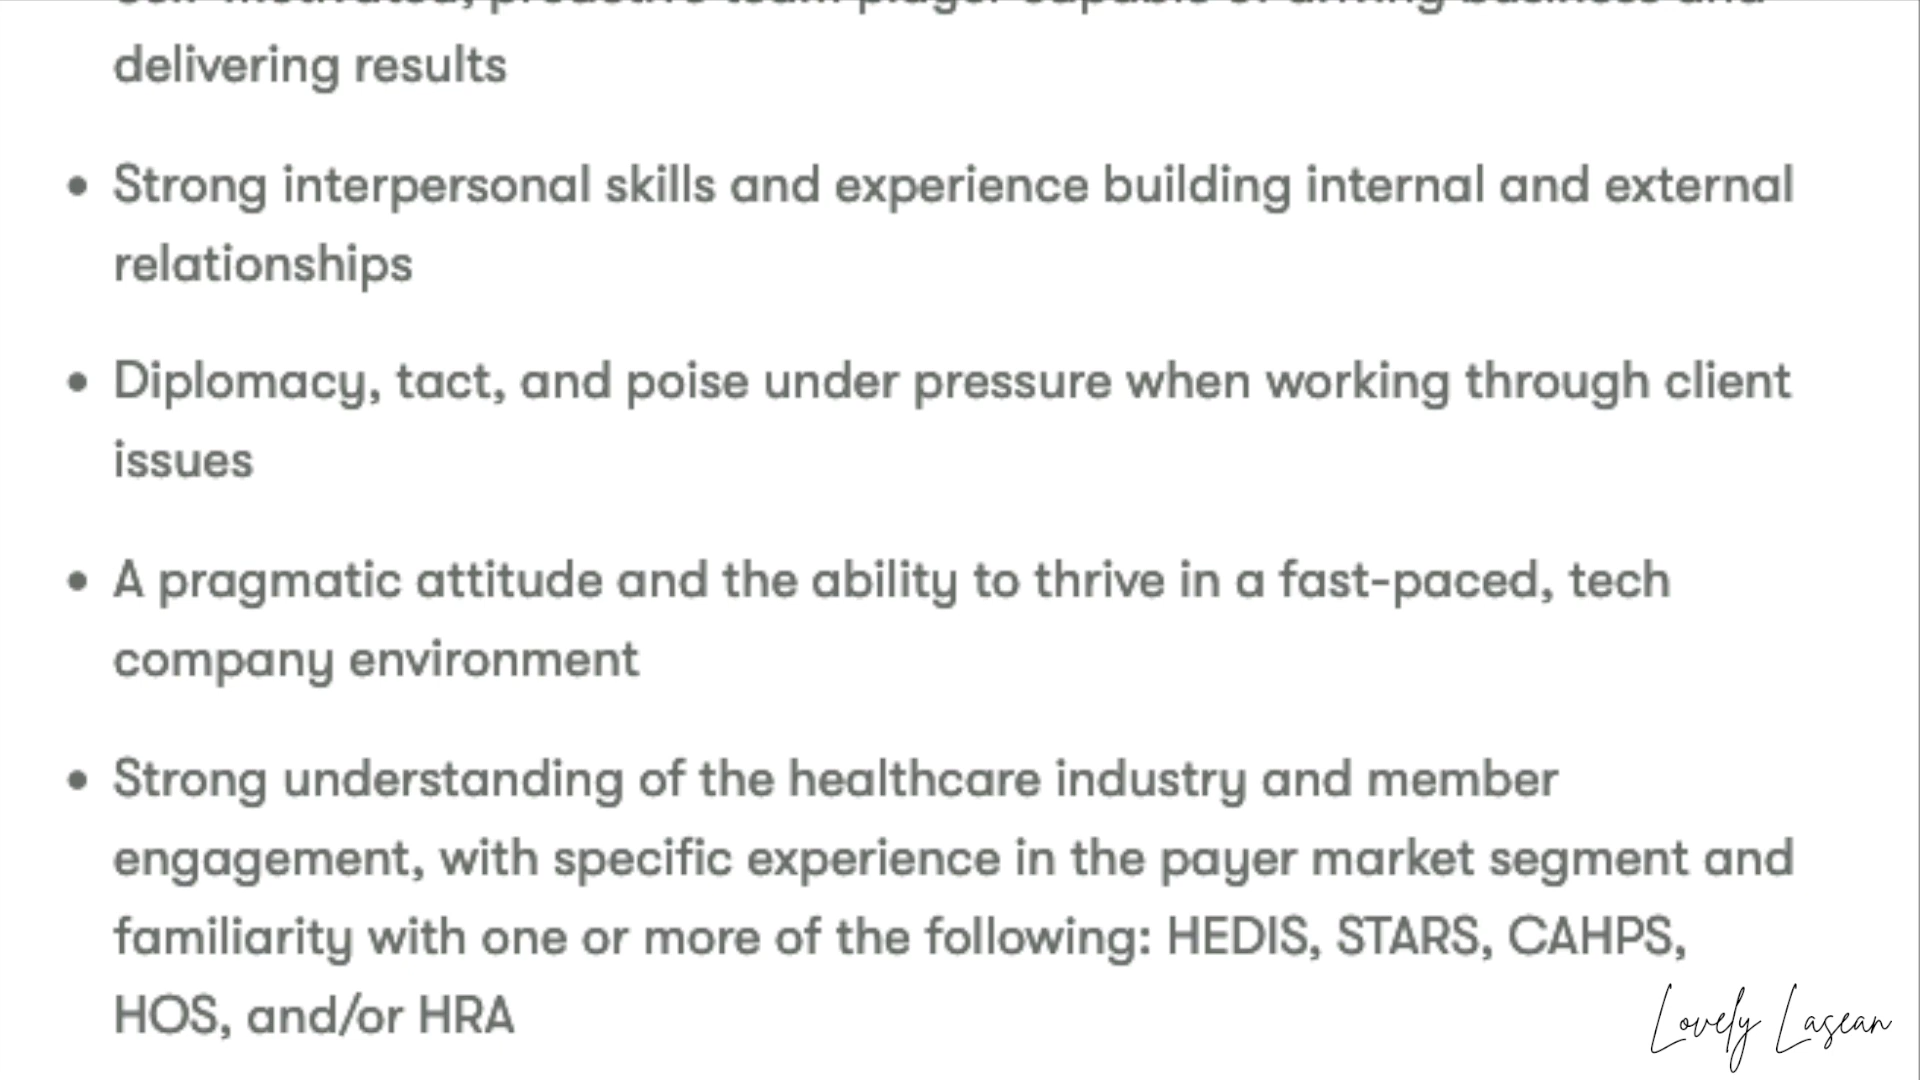 delivering results
• Strong interpersonal skills and experience building internal and external
relationships
• Diplomacy, tact, and poise under pressure when working through client
issues
• A pragmatic attitude and the ability to thrive in a fast-paced, tech
company environment
• Strong understanding of the healthcare industry and member
engagement, with specific experience in the payer market segment and
familiarity with one or more of the following: HEDIS, STARS, CAHPS,
HOS, and/or HRA
Lovely Lasean